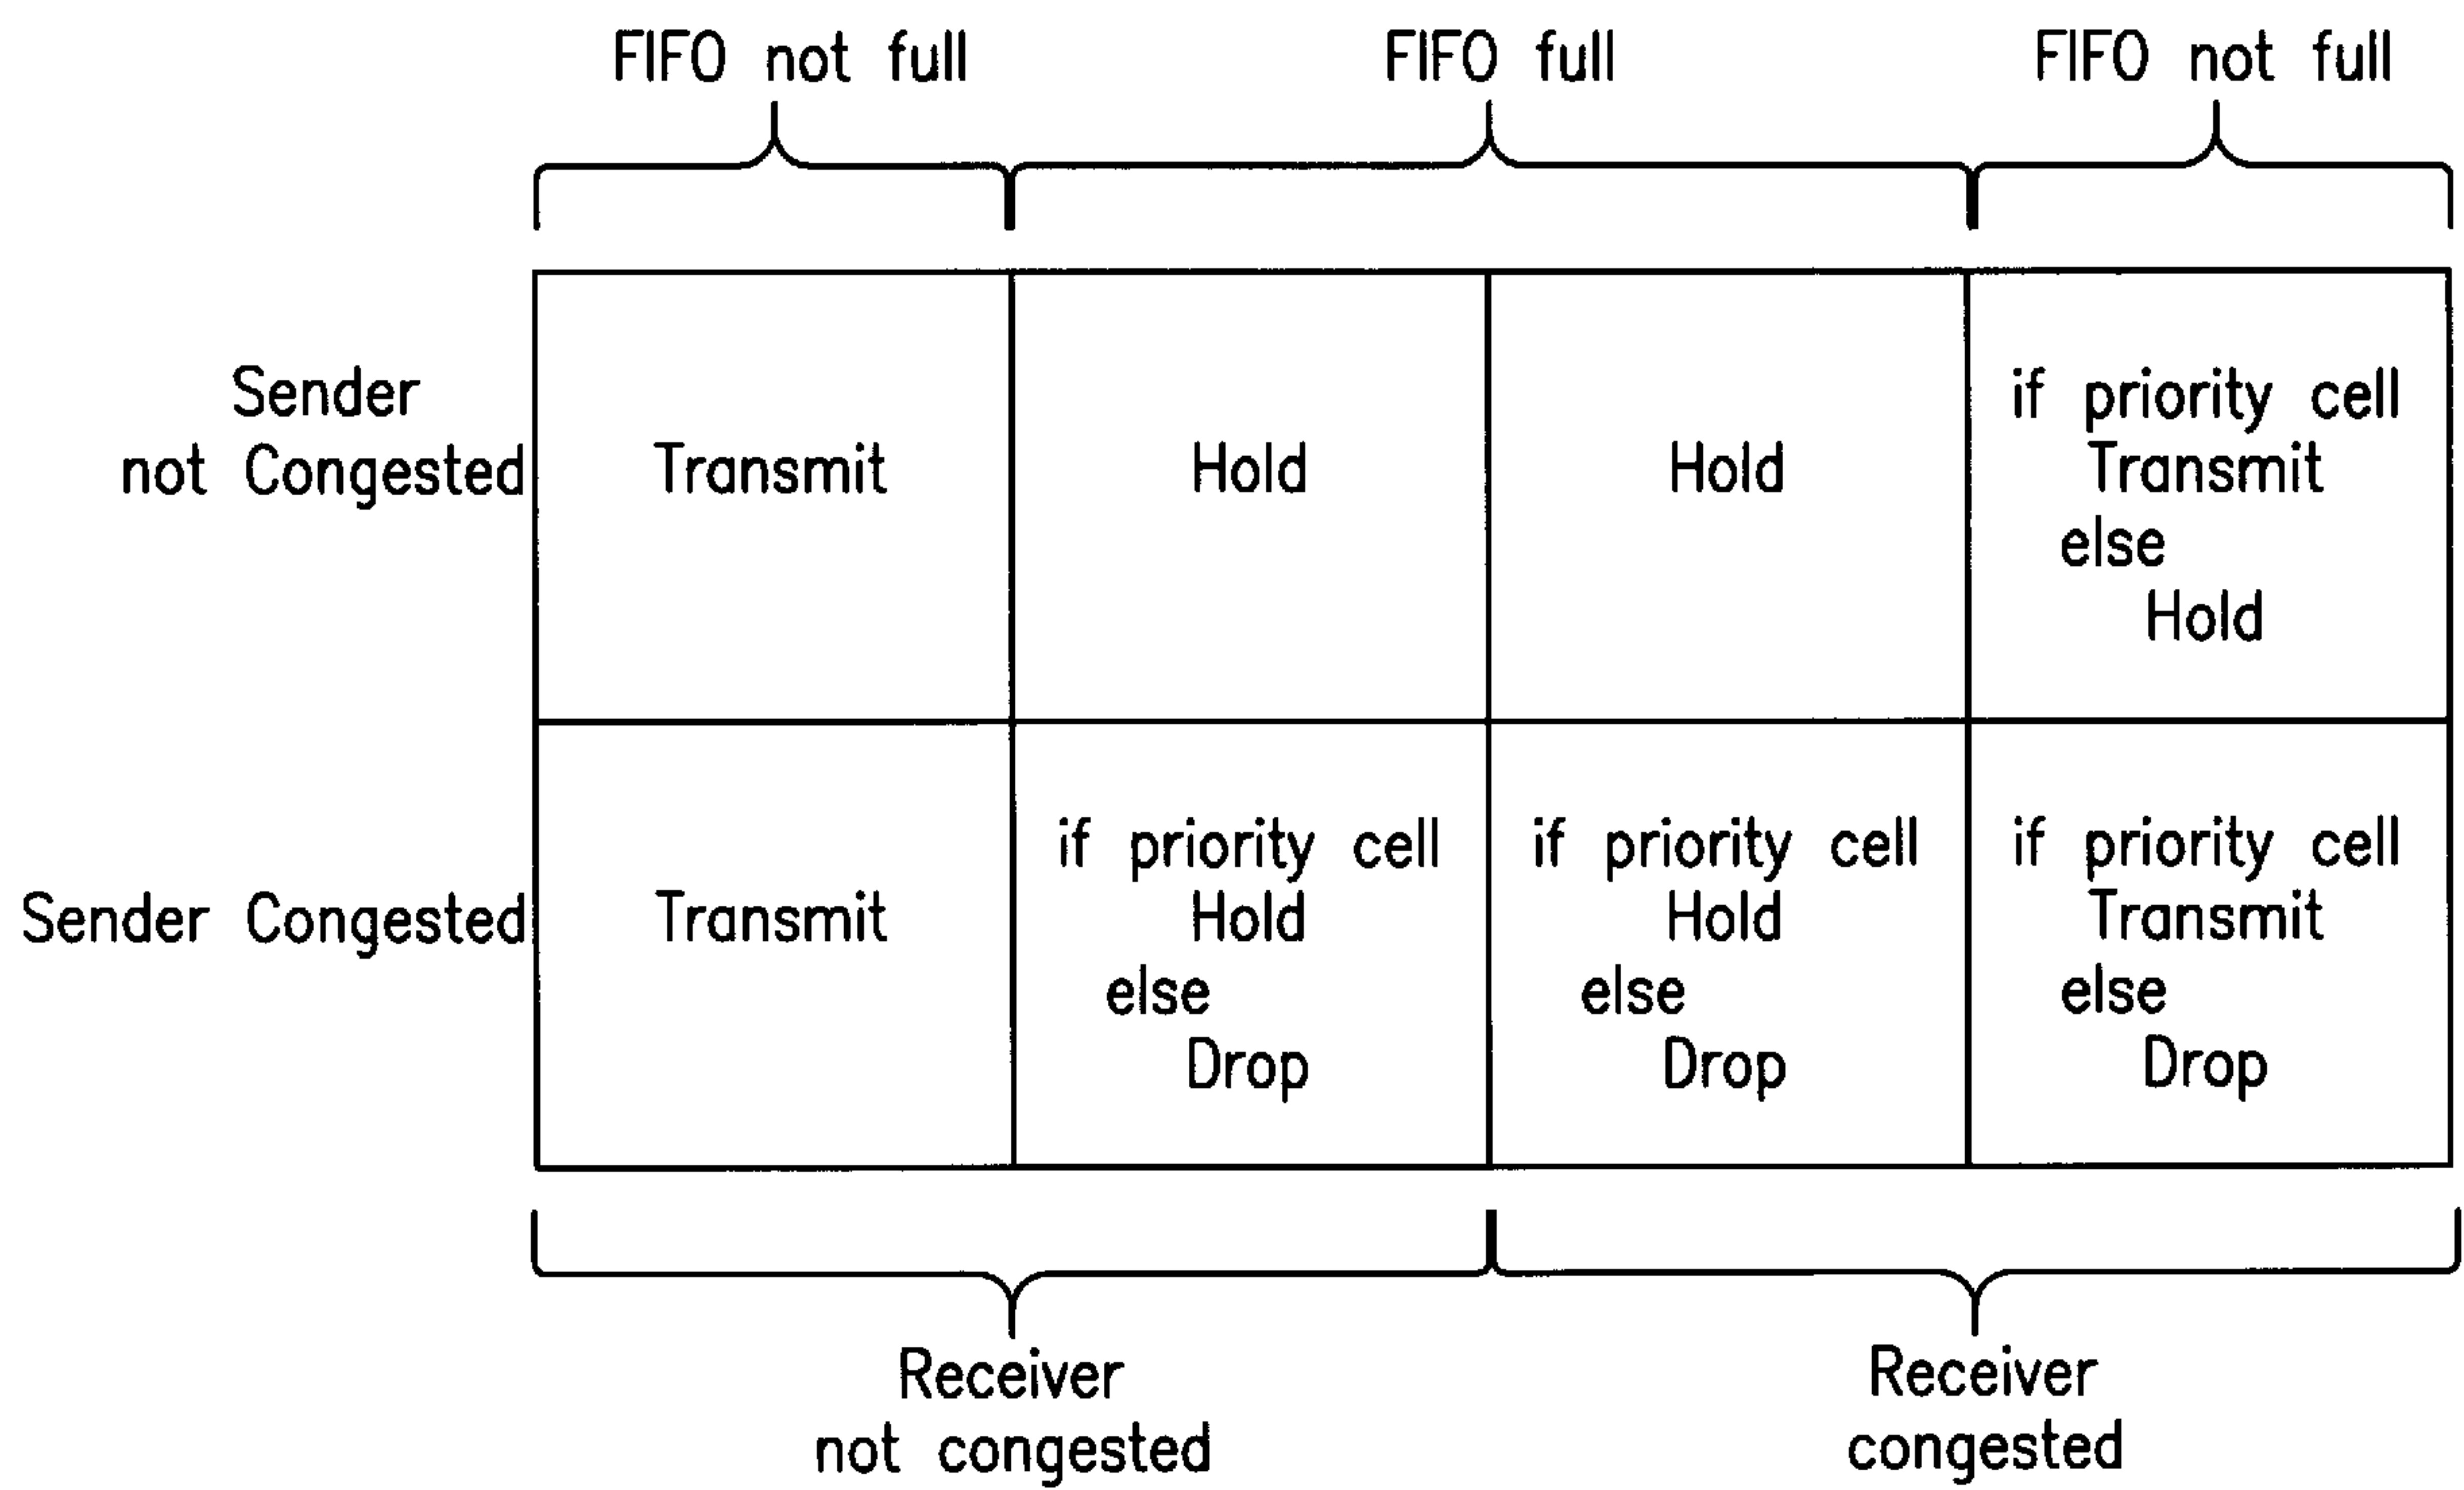 FIFO not full
FIFO full
FIFO not full
Sender
not Congested
Transmit
Hold
Hold
if priority cell
Transmit
else
Hold
Sender Congested
Transmit
if priority cell
Hold
else
Drop
if priority cell
Hold
else
Drop
if priority cell
Transmit
else
Drop
Receiver
not congested
Receiver
congested